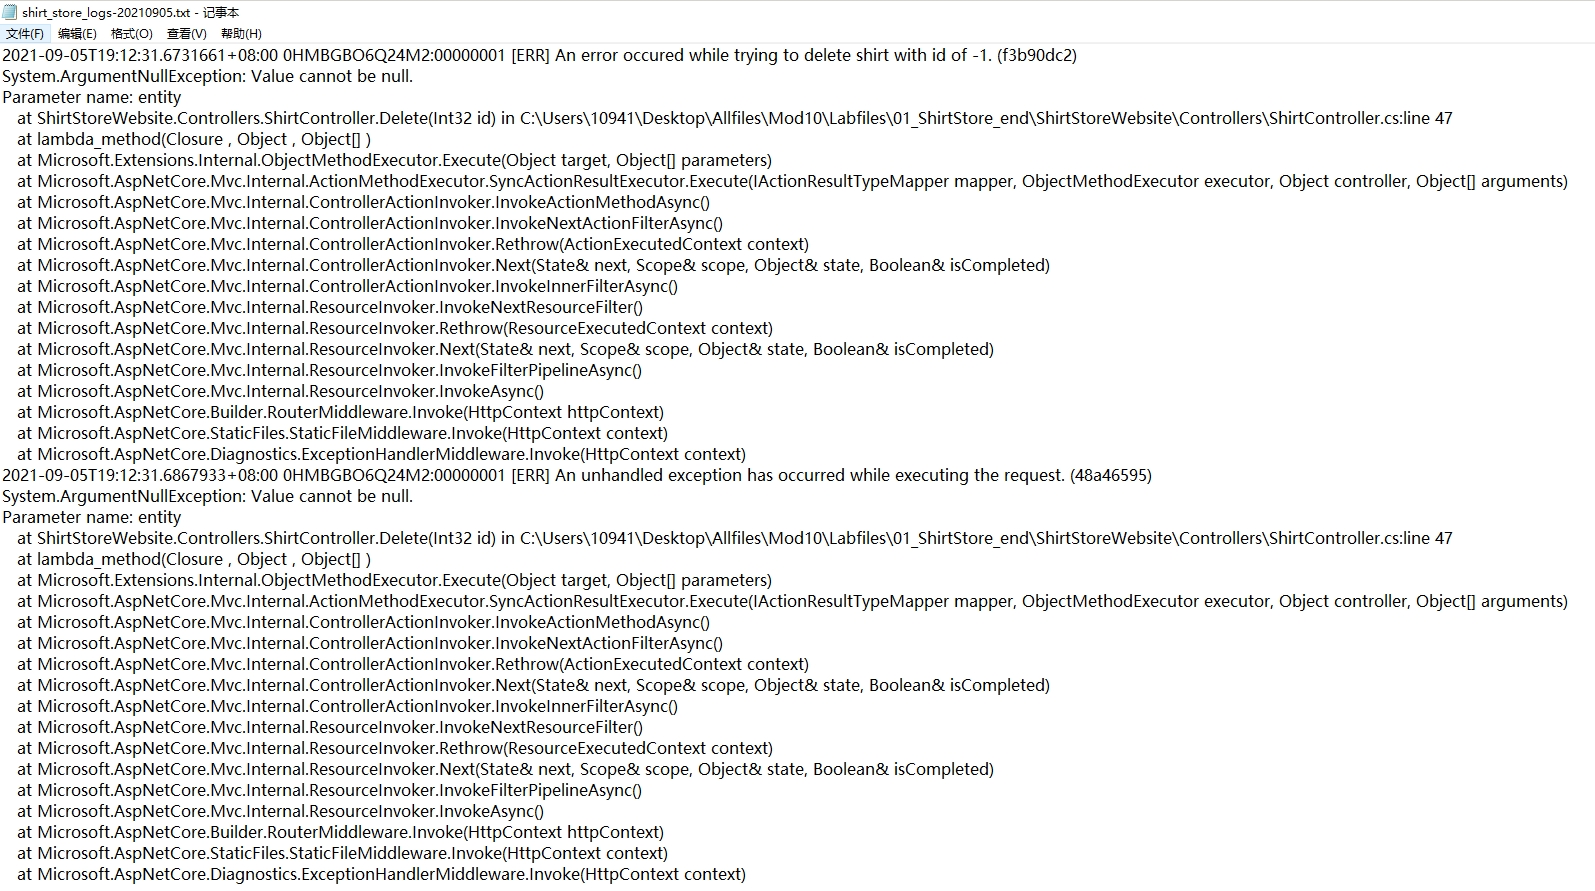 shirt_store_logs-20210905.txt - 记事本
文件(F) 编辑(E) 格式(O) 查看(V) 帮助(H)
2021-09-05T19:12:31.6731661+08:00 0HMBGBO6Q24M2:00000001 [ERR] An error occured while trying to delete shirt with id of -1. (f3b90dc2)
System.ArgumentNullException: Value cannot be null.
Parameter name: entity
   at ShirtStoreWebsite.Controllers.ShirtController.Delete(Int32 id) in C:\Users\10941\Desktop\Allfiles\Mod10\Labfiles\01_ShirtStore_end\ShirtStoreWebsite\Controllers\ShirtController.cs:line 47
   at lambda_method(Closure , Object , Object[] )
   at Microsoft.Extensions.Internal.ObjectMethodExecutor.Execute(Object target, Object[] parameters)
   at Microsoft.AspNetCore.Mvc.Internal.ActionMethodExecutor.SyncActionResultExecutor.Execute(IActionResultTypeMapper mapper, ObjectMethodExecutor executor, Object controller, Object[] arguments)
   at Microsoft.AspNetCore.Mvc.Internal.ControllerActionInvoker.InvokeActionMethodAsync()
   at Microsoft.AspNetCore.Mvc.Internal.ControllerActionInvoker.InvokeNextActionFilterAsync()
   at Microsoft.AspNetCore.Mvc.Internal.ControllerActionInvoker.Rethrow(ActionExecutedContext context)
   at Microsoft.AspNetCore.Mvc.Internal.ControllerActionInvoker.Next(State& next, Scope& scope, Object& state, Boolean& isCompleted)
   at Microsoft.AspNetCore.Mvc.Internal.ControllerActionInvoker.InvokeInnerFilterAsync()
   at Microsoft.AspNetCore.Mvc.Internal.ResourceInvoker.InvokeNextResourceFilter()
   at Microsoft.AspNetCore.Mvc.Internal.ResourceInvoker.Rethrow(ResourceExecutedContext context)
   at Microsoft.AspNetCore.Mvc.Internal.ResourceInvoker.Next(State& next, Scope& scope, Object& state, Boolean& isCompleted)
   at Microsoft.AspNetCore.Mvc.Internal.ResourceInvoker.InvokeFilterPipelineAsync()
   at Microsoft.AspNetCore.Mvc.Internal.ResourceInvoker.InvokeAsync()
   at Microsoft.AspNetCore.Builder.RouterMiddleware.Invoke(HttpContext httpContext)
   at Microsoft.AspNetCore.StaticFiles.StaticFileMiddleware.Invoke(HttpContext context)
   at Microsoft.AspNetCore.Diagnostics.ExceptionHandlerMiddleware.Invoke(HttpContext context)
2021-09-05T19:12:31.6867933+08:00 0HMBGBO6Q24M2:00000001 [ERR] An unhandled exception has occurred while executing the request. (48a46595)
System.ArgumentNullException: Value cannot be null.
Parameter name: entity
   at ShirtStoreWebsite.Controllers.ShirtController.Delete(Int32 id) in C:\Users\10941\Desktop\Allfiles\Mod10\Labfiles\01_ShirtStore_end\ShirtStoreWebsite\Controllers\ShirtController.cs:line 47
   at lambda_method(Closure , Object , Object[] )
   at Microsoft.Extensions.Internal.ObjectMethodExecutor.Execute(Object target, Object[] parameters)
   at Microsoft.AspNetCore.Mvc.Internal.ActionMethodExecutor.SyncActionResultExecutor.Execute(IActionResultTypeMapper mapper, ObjectMethodExecutor executor, Object controller, Object[] arguments)
   at Microsoft.AspNetCore.Mvc.Internal.ControllerActionInvoker.InvokeActionMethodAsync()
   at Microsoft.AspNetCore.Mvc.Internal.ControllerActionInvoker.InvokeNextActionFilterAsync()
   at Microsoft.AspNetCore.Mvc.Internal.ControllerActionInvoker.Rethrow(ActionExecutedContext context)
   at Microsoft.AspNetCore.Mvc.Internal.ControllerActionInvoker.Next(State& next, Scope& scope, Object& state, Boolean& isCompleted)
   at Microsoft.AspNetCore.Mvc.Internal.ControllerActionInvoker.InvokeInnerFilterAsync()
   at Microsoft.AspNetCore.Mvc.Internal.ResourceInvoker.InvokeNextResourceFilter()
   at Microsoft.AspNetCore.Mvc.Internal.ResourceInvoker.Rethrow(ResourceExecutedContext context)
   at Microsoft.AspNetCore.Mvc.Internal.ResourceInvoker.Next(State& next, Scope& scope, Object& state, Boolean& isCompleted)
   at Microsoft.AspNetCore.Mvc.Internal.ResourceInvoker.InvokeFilterPipelineAsync()
   at Microsoft.AspNetCore.Mvc.Internal.ResourceInvoker.InvokeAsync()
   at Microsoft.AspNetCore.Builder.RouterMiddleware.Invoke(HttpContext httpContext)
   at Microsoft.AspNetCore.StaticFiles.StaticFileMiddleware.Invoke(HttpContext context)
   at Microsoft.AspNetCore.Diagnostics.ExceptionHandlerMiddleware.Invoke(HttpContext context)